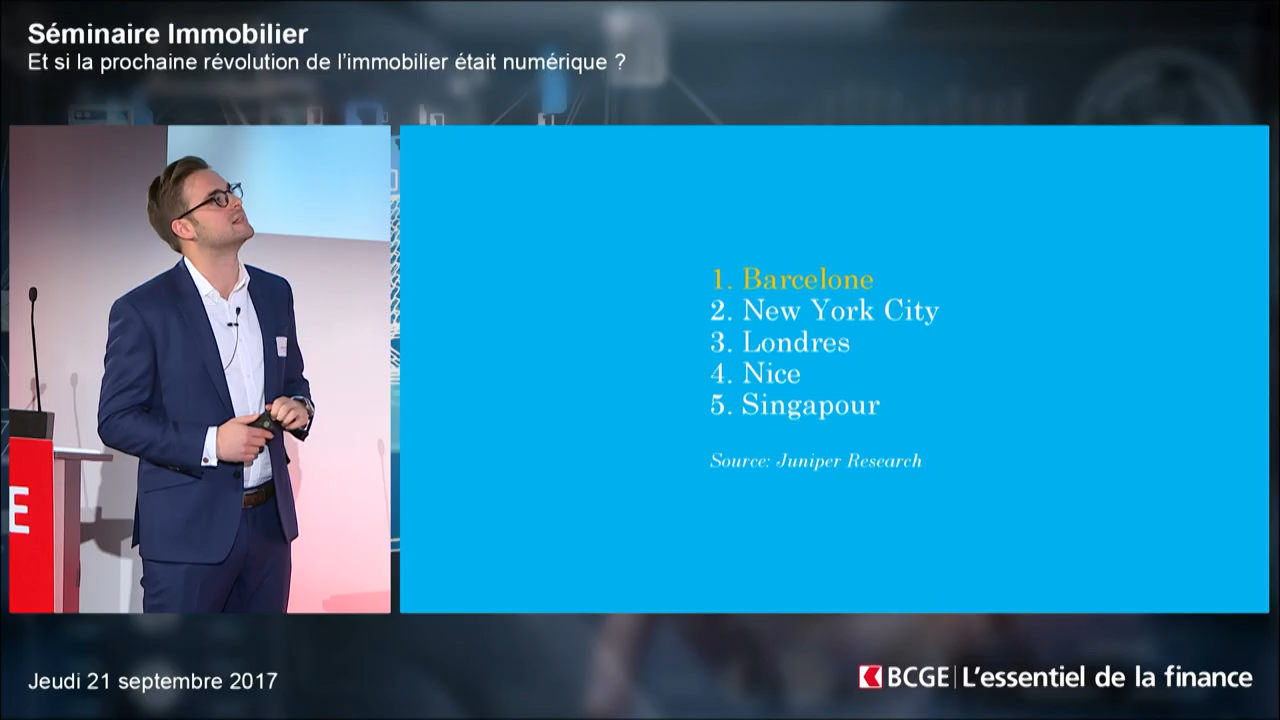 Séminaire Immobilier
Et si la prochaine révolution de l'immobilier était numérique ?
1. Barcelone
2. New York City
3. Londres
4. Nice
5. Singapour
Source: Juniper Research
E
Jeudi 21 septembre 2017
BCGE | L'essentiel de la finance